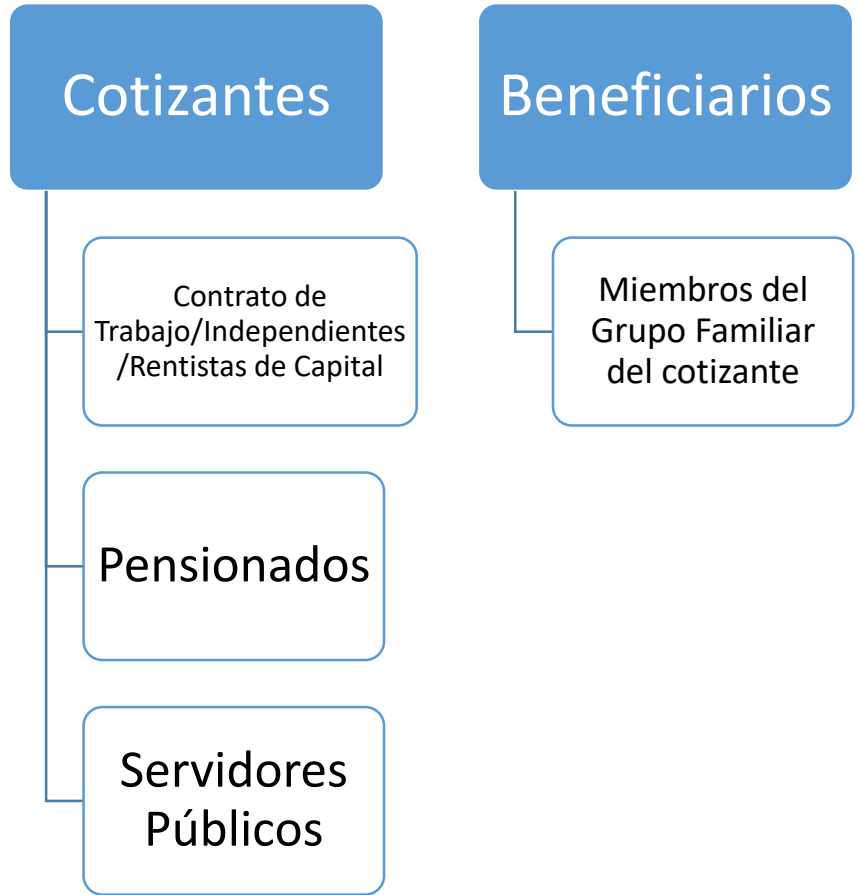 Cotizantes
Contrato de
Trabajo/Independientes
/Rentistas de Capital
Pensionados
Servidores
Públicos
Beneficiarios
Miembros del
Grupo Familiar
del cotizante